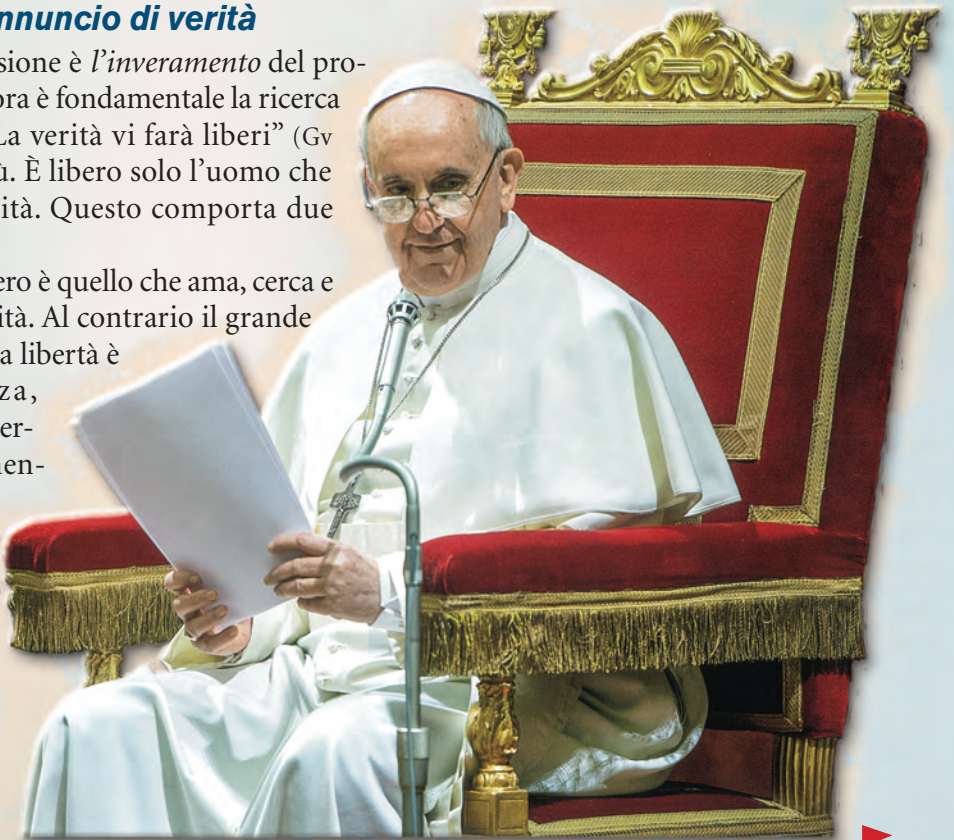 nnuncio di verità
sione è l'inveramento del pro-
ora è fondamentale la ricerca
La verità vi farà liberi" (Gv
ù. È libero solo l'uomo che
ità. Questo comporta due
ero è quello che ama, cerca e
ità. Al contrario il grande
a libertà è
za,
er-
nen-